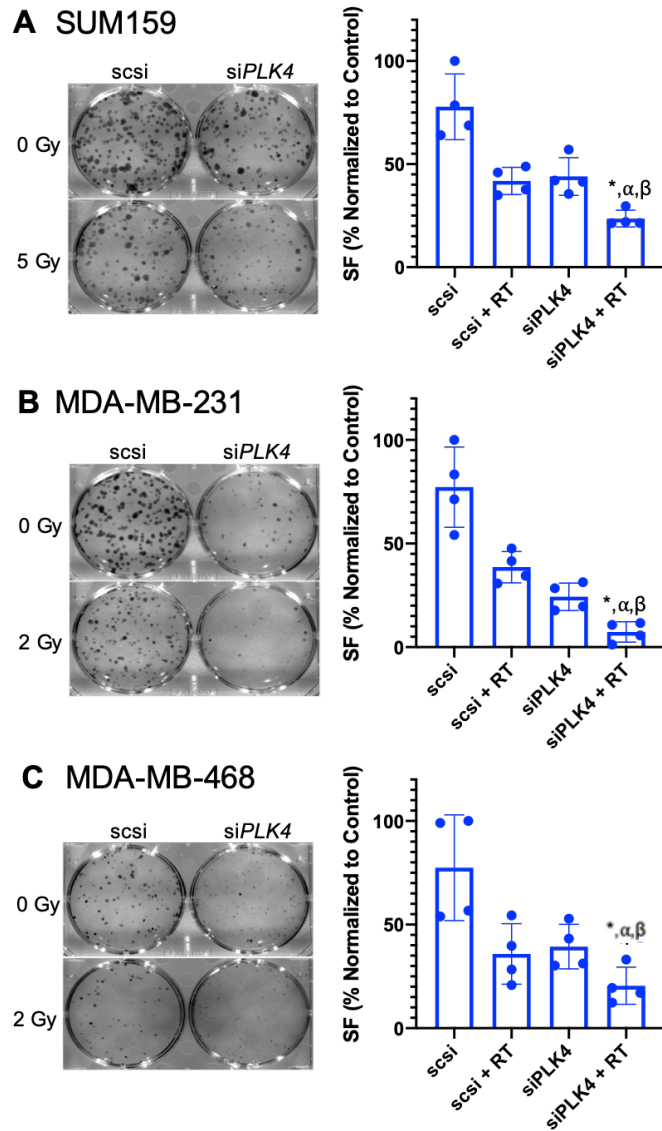 A SUM159
scsi siPLK4
0 Gy
5 Gy
SF (% Normalized to Control)
100
50
0
*,α,β
scsi
scsi + RT
siPLK4
siPLK4 + RT
B MDA-MB-231
scsi siPLK4
0 Gy
2 Gy
SF (% Normalized to Control)
100
50
0
*,α,β
scsi
scsi + RT
siPLK4
siPLK4 + RT
C MDA-MB-468
scsi siPLK4
0 Gy
2 Gy
SF (% Normalized to Control)
100
50
0
*,α,β
scsi
scsi + RT
siPLK4
siPLK4 + RT